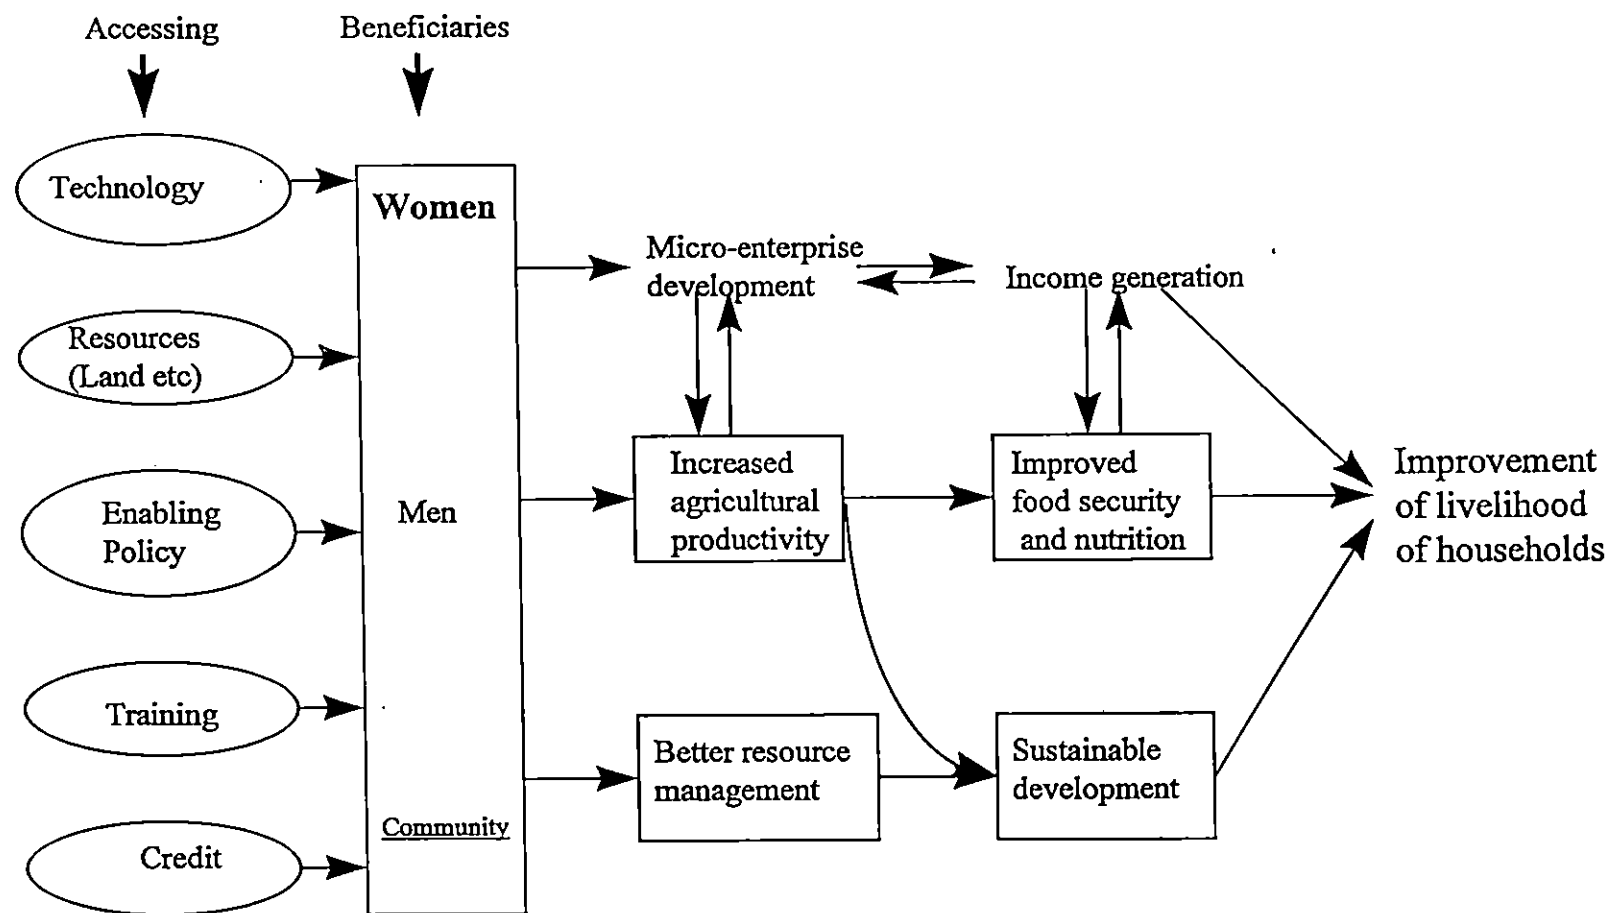 Accessing
Beneficiaries
Technology
Resources
(Land etc)
Enabling
Policy
Training
Credit
Women
Men
Community
Micro-enterprise
development
Income generation
Increased
agricultural
productivity
Improved
food security
and nutrition
Better resource
management
Sustainable
development
Improvement
of livelihood
of households